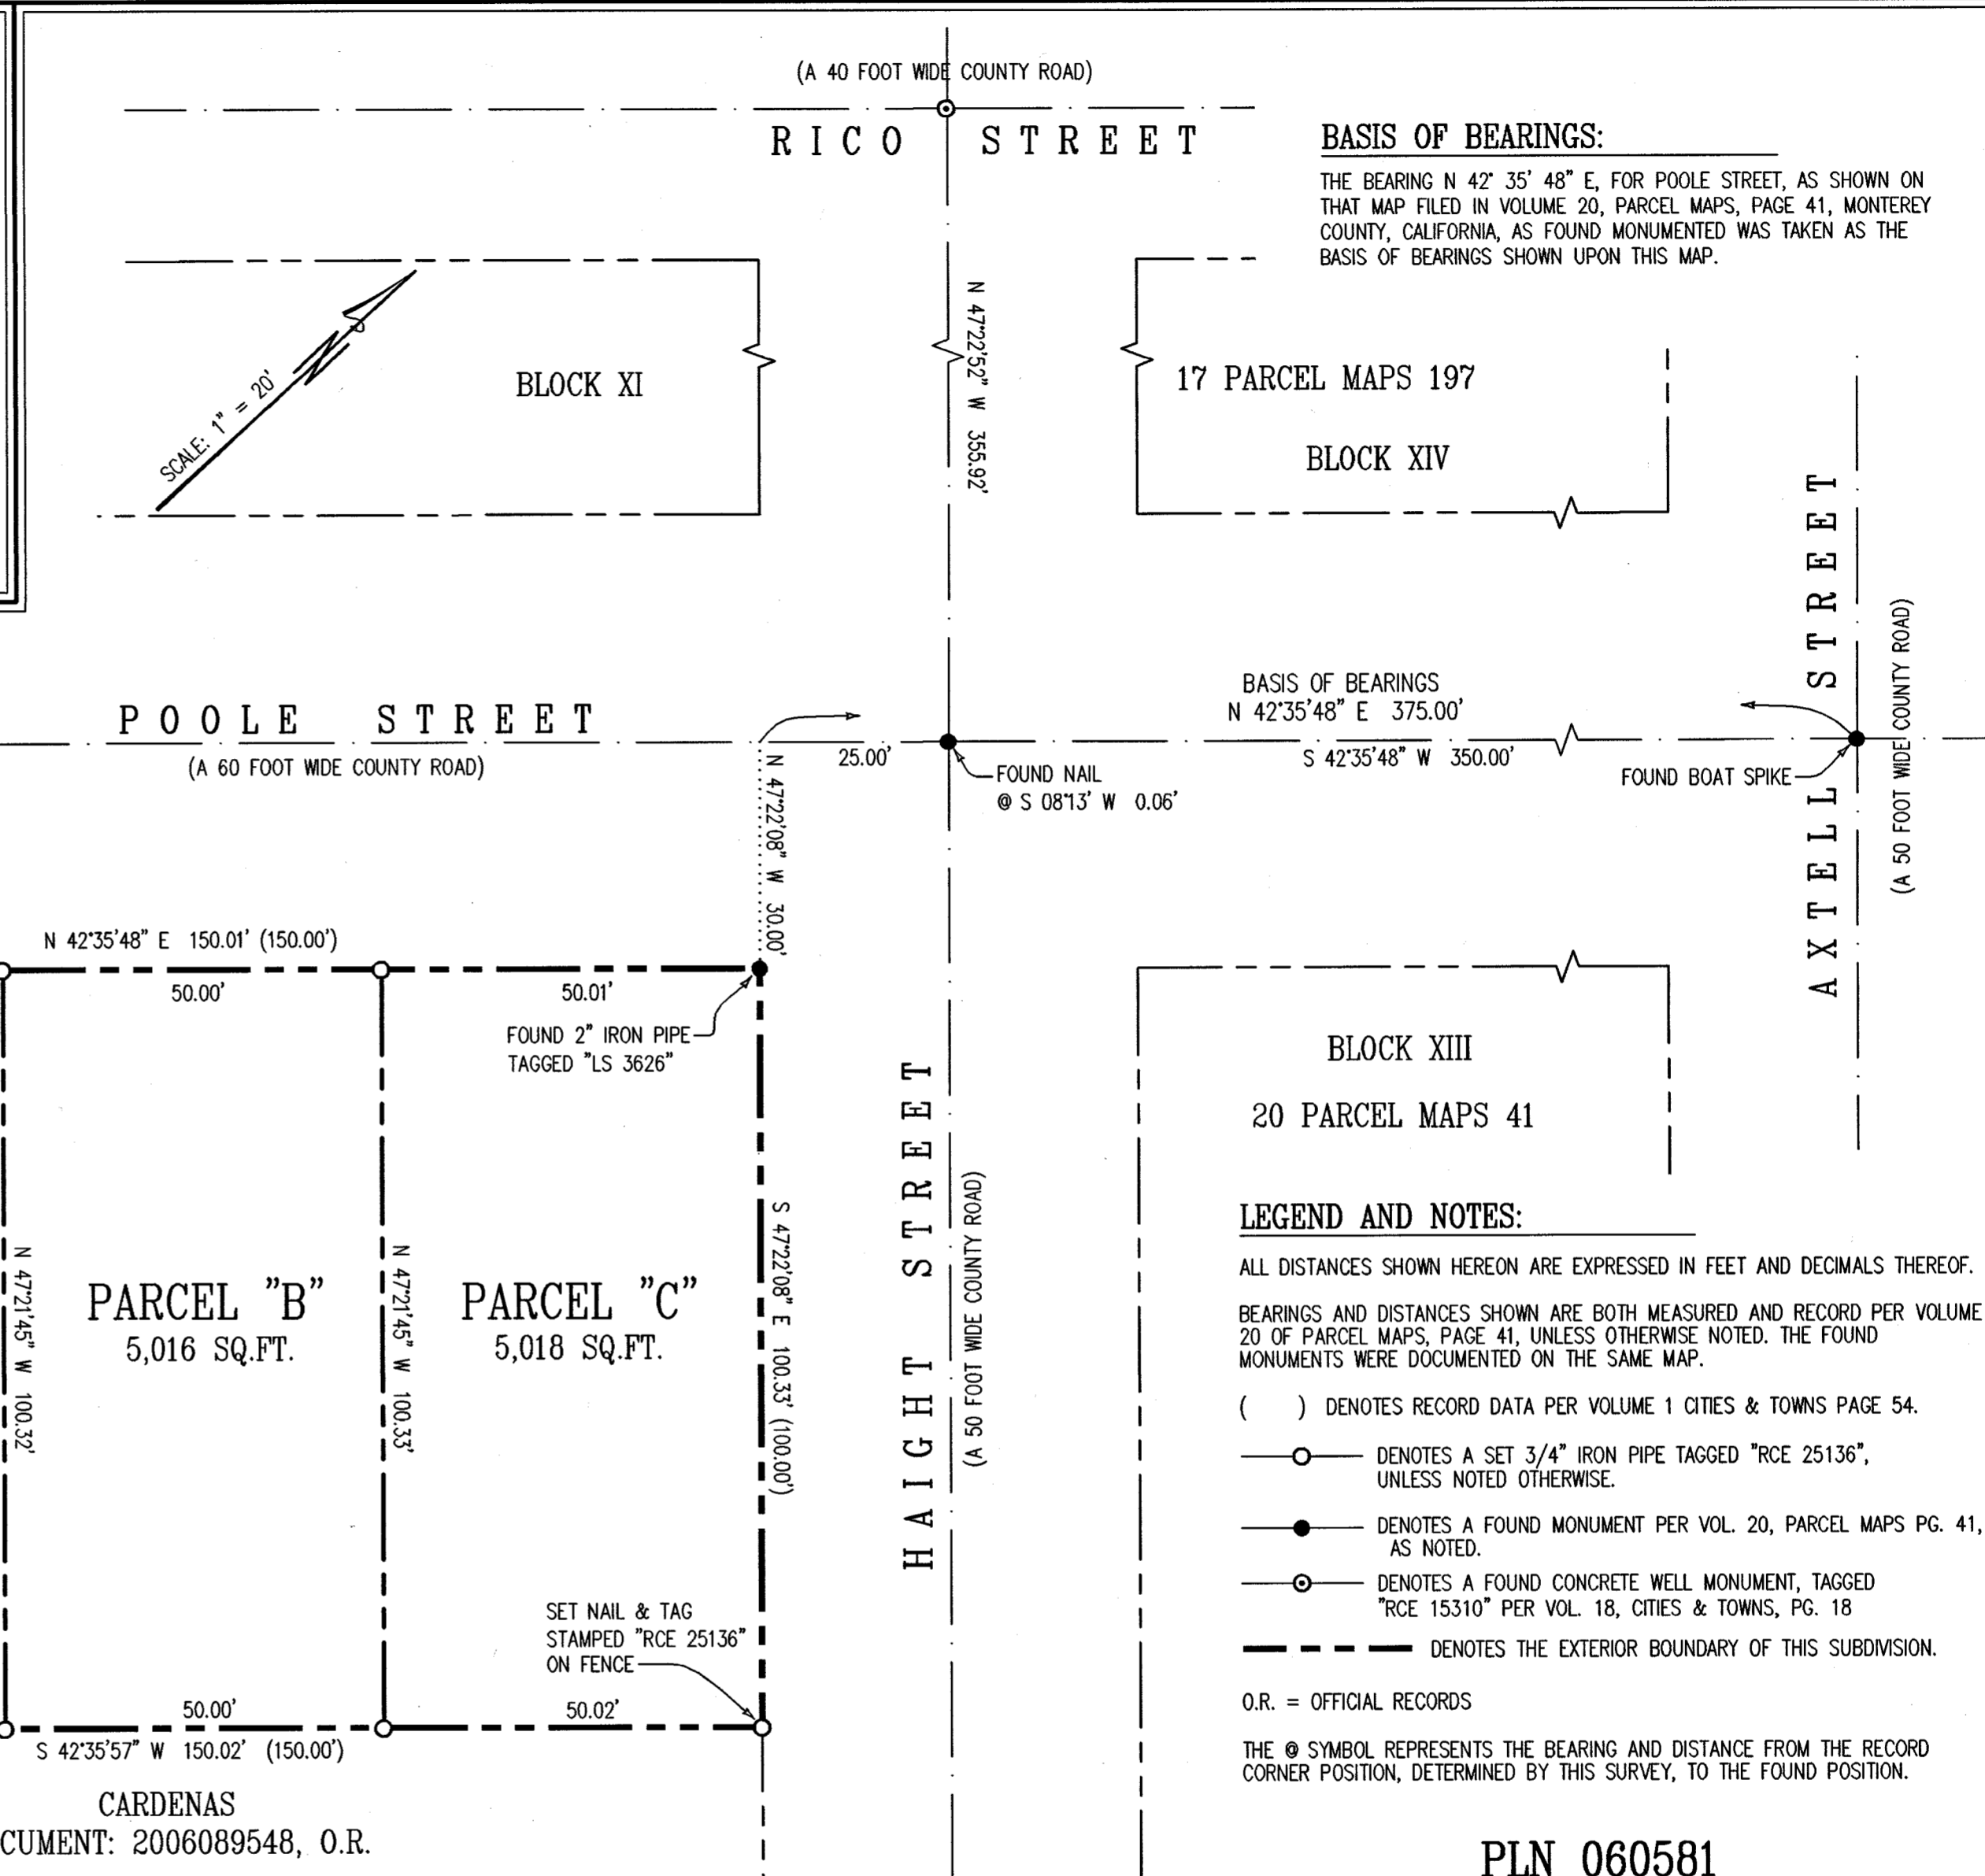 (A 40 FOOT WIDE COUNTY ROAD)
RICO STREET
BASIS OF BEARINGS:
THE BEARING N 42° 35' 48" E, FOR POOLE STREET, AS SHOWN ON
THAT MAP FILED IN VOLUME 20, PARCEL MAPS, PAGE 41, MONTEREY
COUNTY, CALIFORNIA, AS FOUND MONUMENTED WAS TAKEN AS THE
BASIS OF BEARINGS SHOWN UPON THIS MAP.
N
SCALE: 1" = 20'
BLOCK XI
N 47°22'52" W 355.92'
17 PARCEL MAPS 197
BLOCK XIV
AXTELL STREET
(A 50 FOOT WIDE COUNTY ROAD)
POOLE STREET
(A 60 FOOT WIDE COUNTY ROAD)
25.00'
BASIS OF BEARINGS
N 42°35'48" E 375.00'
S 42°35'48" W 350.00'
FOUND NAIL
@ S 08°13' W 0.06'
FOUND BOAT SPIKE
N 47°22'08" W 30.00'
N 42°35'48" E 150.01' (150.00')
50.00'
50.01'
FOUND 2" IRON PIPE
TAGGED "LS 3626"
HAIGHT STREET
(A 50 FOOT WIDE COUNTY ROAD)
BLOCK XIII
20 PARCEL MAPS 41
N 47°21'45" W 100.32'
PARCEL "B"
5,016 SQ.FT.
N 47°21'45" W 100.33'
PARCEL "C"
5,018 SQ.FT.
S 47°22'08" E 100.33' (100.00')
SET NAIL & TAG
STAMPED "RCE 25136"
ON FENCE
50.00'
50.02'
S 42°35'57" W 150.02' (150.00')
CARDENAS
CUMENT: 2006089548, O.R.
LEGEND AND NOTES:
ALL DISTANCES SHOWN HEREON ARE EXPRESSED IN FEET AND DECIMALS THEREOF.
BEARINGS AND DISTANCES SHOWN ARE BOTH MEASURED AND RECORD PER VOLUME
20 OF PARCEL MAPS, PAGE 41, UNLESS OTHERWISE NOTED. THE FOUND
MONUMENTS WERE DOCUMENTED ON THE SAME MAP.
( ) DENOTES RECORD DATA PER VOLUME 1 CITIES & TOWNS PAGE 54.
DENOTES A SET 3/4" IRON PIPE TAGGED "RCE 25136",
UNLESS NOTED OTHERWISE.
DENOTES A FOUND MONUMENT PER VOL. 20, PARCEL MAPS PG. 41,
AS NOTED.
DENOTES A FOUND CONCRETE WELL MONUMENT, TAGGED
"RCE 15310" PER VOL. 18, CITIES & TOWNS, PG. 18
DENOTES THE EXTERIOR BOUNDARY OF THIS SUBDIVISION.
O.R. = OFFICIAL RECORDS
THE @ SYMBOL REPRESENTS THE BEARING AND DISTANCE FROM THE RECORD
CORNER POSITION, DETERMINED BY THIS SURVEY, TO THE FOUND POSITION.
PLN 060581